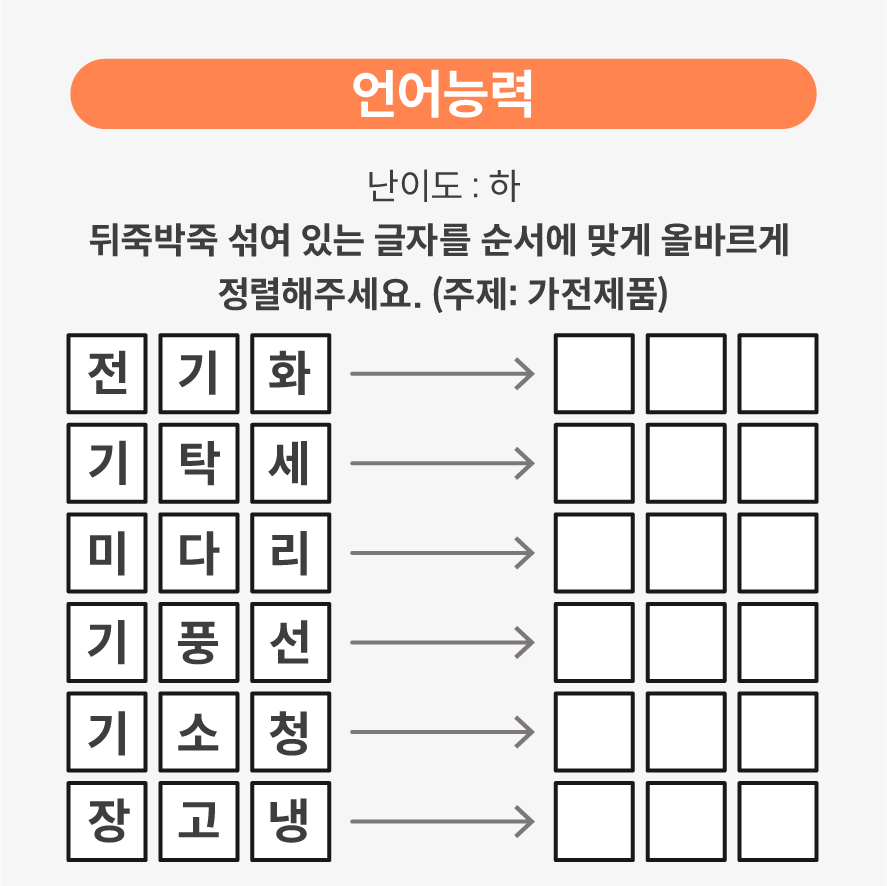 언어능력
난이도 : 하
뒤죽박죽 섞여 있는 글자를 순서에 맞게 올바르게
정렬해주세요. (주제: 가전제품)
전 기 화
기 탁 세
미 다 리
기 풍 선
기 소 청
장 고 냉